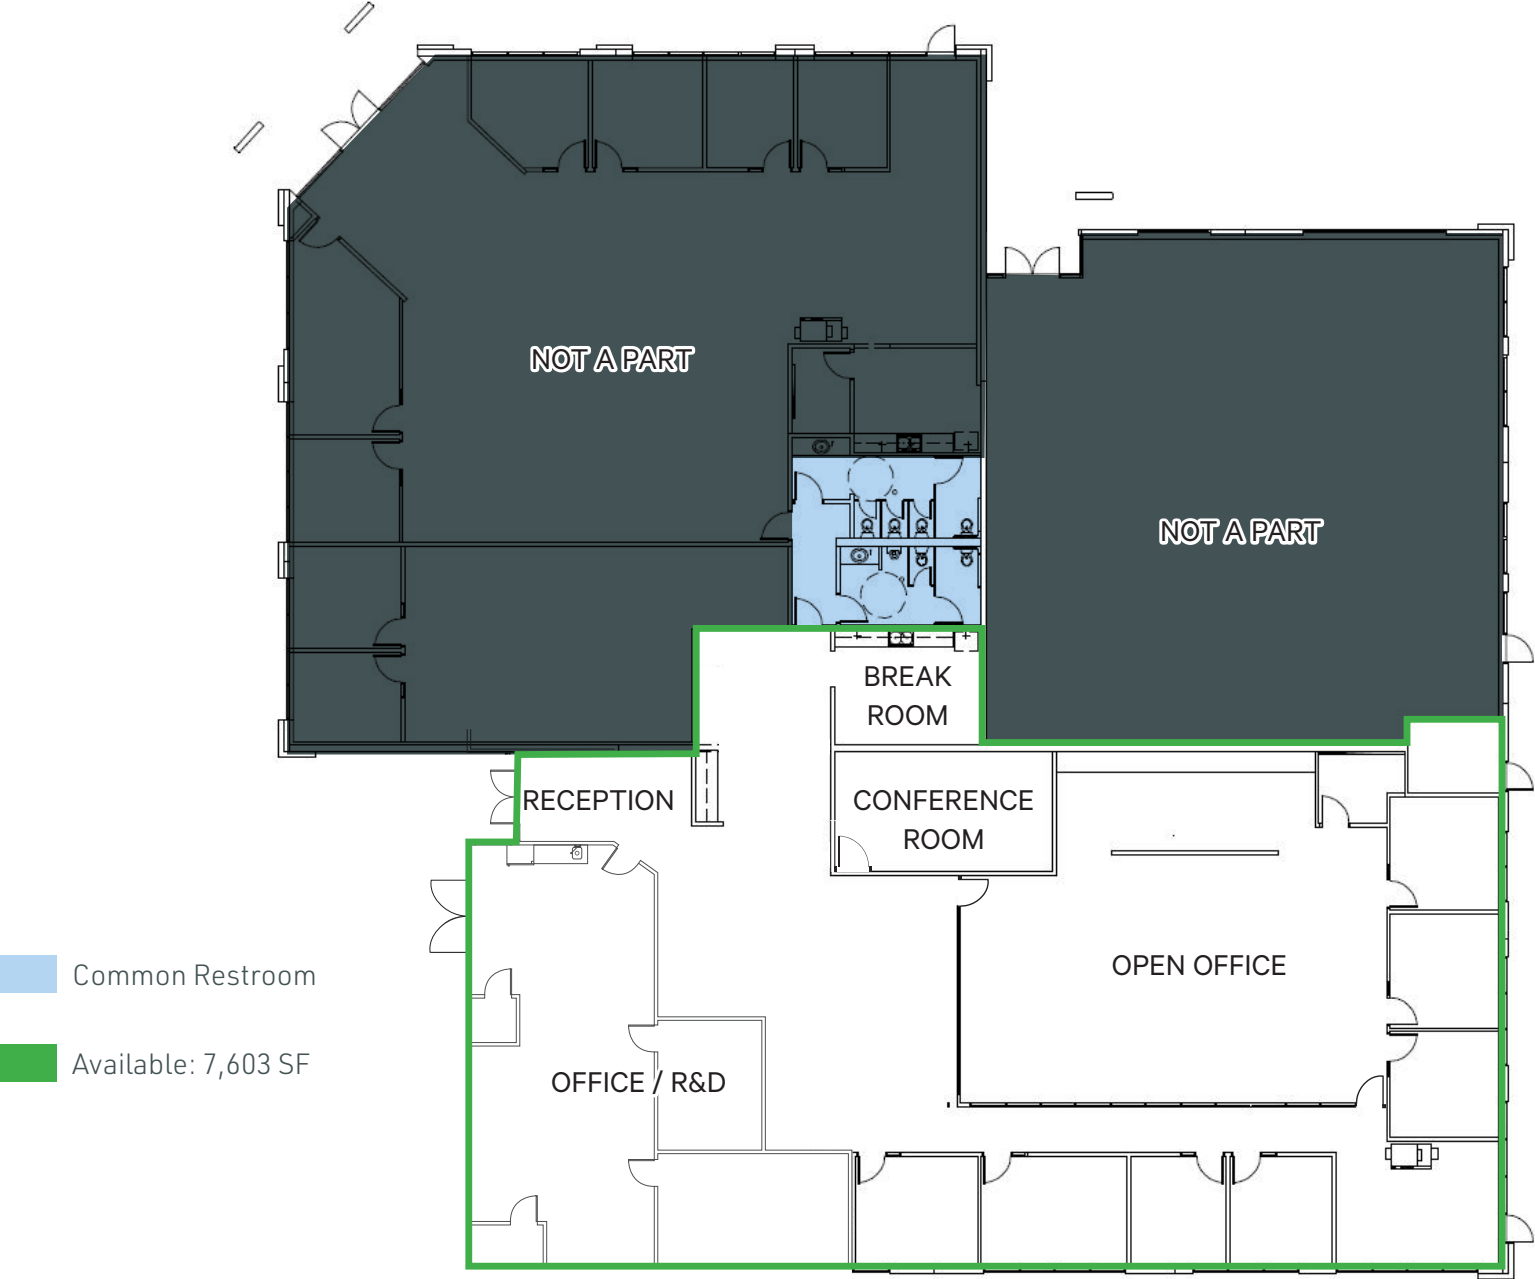 NOT A PART
NOT A PART
BREAK
ROOM
RECEPTION
CONFERENCE
ROOM
OPEN OFFICE
Common Restroom
Available: 7,603 SF
OFFICE / R&D